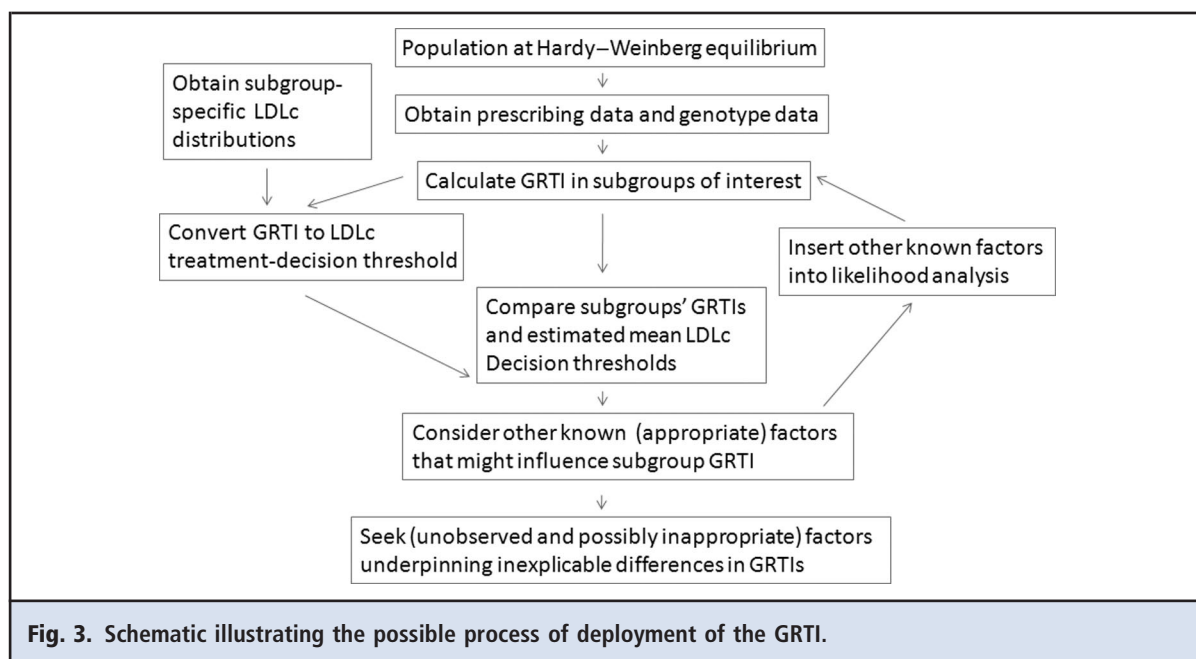 Population at Hardy–Weinberg equilibrium
Obtain subgroup-
specific LDLc
distributions
Obtain prescribing data and genotype data
Calculate GRTI in subgroups of interest
Convert GRTI to LDLc
treatment-decision threshold
Insert other known factors
into likelihood analysis
Compare subgroups' GRTIs
and estimated mean LDLc
Decision thresholds
Consider other known (appropriate) factors
that might influence subgroup GRTI
Seek (unobserved and possibly inappropriate) factors
underpinning inexplicable differences in GRTIs
Fig. 3. Schematic illustrating the possible process of deployment of the GRTI.